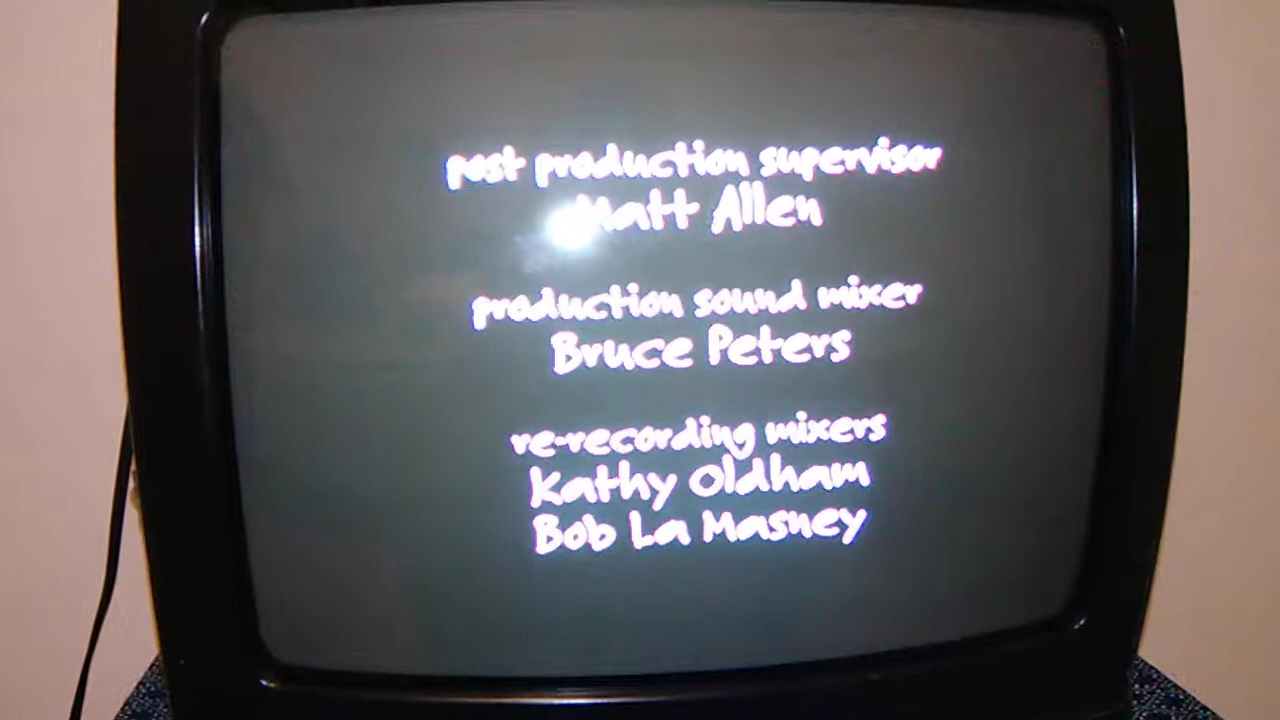 post production supervisor
Matt Allen
production sound mixer
Bruce Peters
re-recording mixers
Kathy Oldham
Bob La Masney